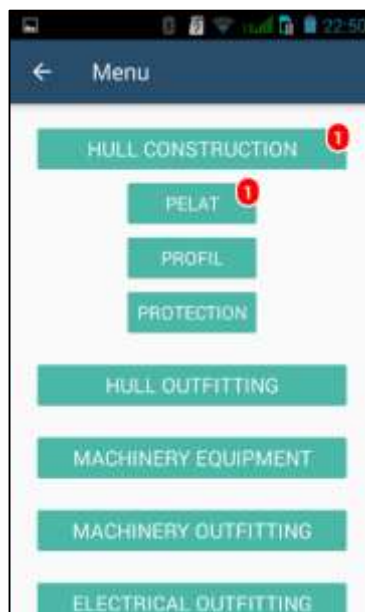 22:50
Menu
HULL CONSTRUCTION
1
PELAT
1
PROFIL
PROTECTION
HULL OUTFITTING
MACHINERY EQUIPMENT
MACHINERY OUTFITTING
ELECTRICAL OUTFITTING